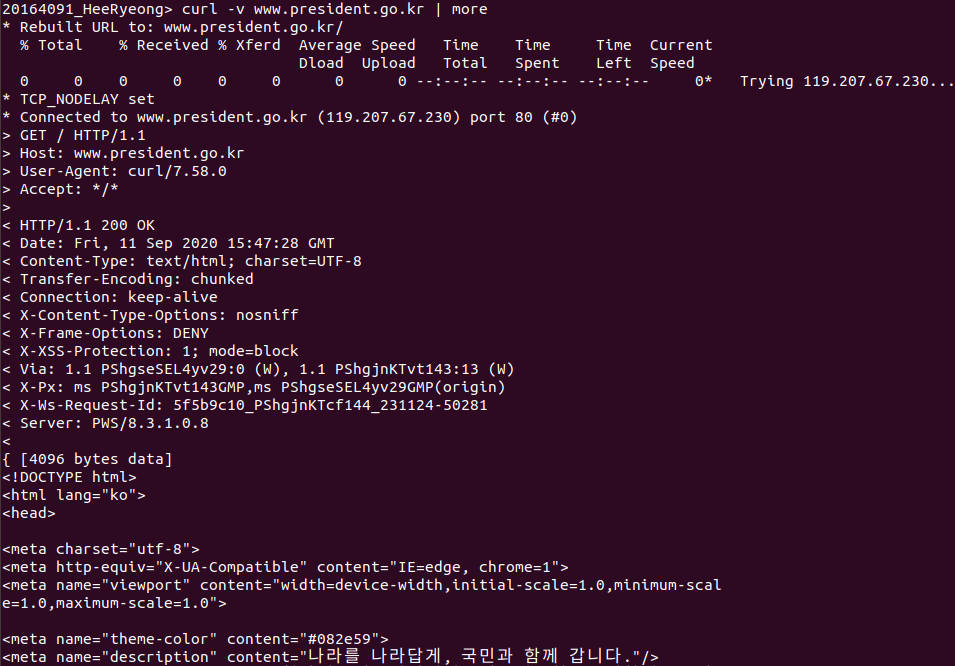 20164091_HeeRyeong> curl -v www.president.go.kr | more
* Rebuilt URL to: www.president.go.kr/
  % Total    % Received % Xferd  Average Speed   Time    Time     Time  Current
                                 Dload  Upload   Total   Spent    Left  Speed
  0     0    0     0    0     0      0      0 --:--:-- --:--:-- --:--:--     0*   Trying 119.207.67.230...
* TCP_NODELAY set
* Connected to www.president.go.kr (119.207.67.230) port 80 (#0)
> GET / HTTP/1.1
> Host: www.president.go.kr
> User-Agent: curl/7.58.0
> Accept: */*
>
< HTTP/1.1 200 OK
< Date: Fri, 11 Sep 2020 15:47:28 GMT
< Content-Type: text/html; charset=UTF-8
< Transfer-Encoding: chunked
< Connection: keep-alive
< X-Content-Type-Options: nosniff
< X-Frame-Options: DENY
< X-XSS-Protection: 1; mode=block
< Via: 1.1 PShgseSEL4yv29:0 (W), 1.1 PShgjnKTvt143:13 (W)
< X-Px: ms PShgjnKTvt143GMP,ms PShgseSEL4yv29GMP(origin)
< X-Ws-Request-Id: 5f5b9c10_PShgjnKTcf144_231124-50281
< Server: PWS/8.3.1.0.8
<
{ [4096 bytes data]
<!DOCTYPE html>
<html lang="ko">
<head>

<meta charset="utf-8">
<meta http-equiv="X-UA-Compatible" content="IE=edge, chrome=1">
<meta name="viewport" content="width=device-width,initial-scale=1.0,minimum-scal
e=1.0,maximum-scale=1.0">

<meta name="theme-color" content="#082e59">
<meta name="description" content="나라를 나라답게, 국민과 함께 갑니다."/>